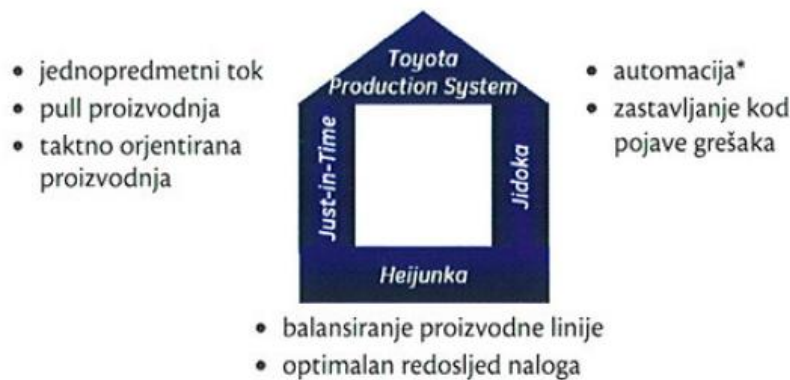 • jednopredmetni tok
• pull proizvodnja
• taktno orjentirana
proizvodnja
Toyota
Production System
Just-in-Time
Jidoka
Heijunka
• automacija*
• zastavljanje kod
pojave grešaka
• balansiranje proizvodne linije
• optimalan redosljed naloga